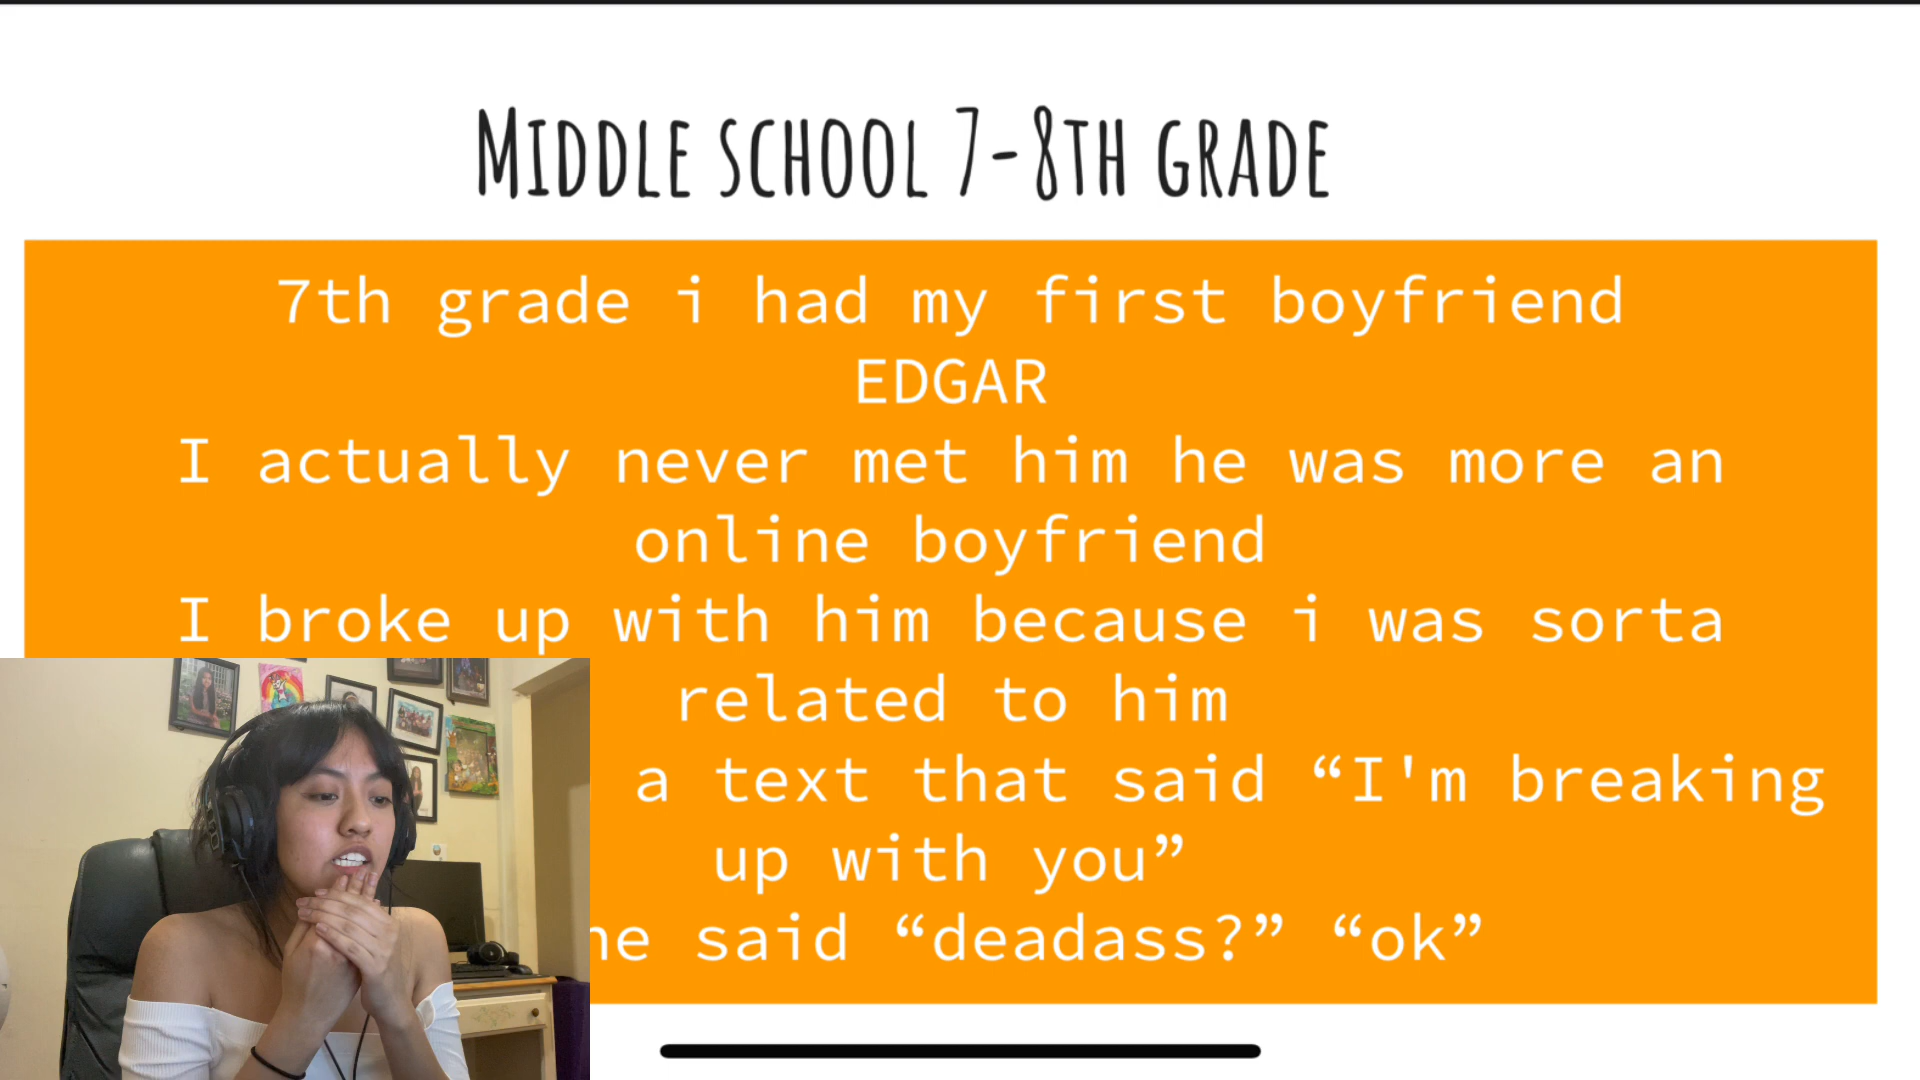 MIDDLE SCHOOL 7-8TH GRADE
7th grade i had my first boyfriend
EDGAR
I actually never met him he was more an
online boyfriend
I broke up with him because i was sorta
related to him
a text that said “I'm breaking
up with you”
he said “deadass?” “ok”